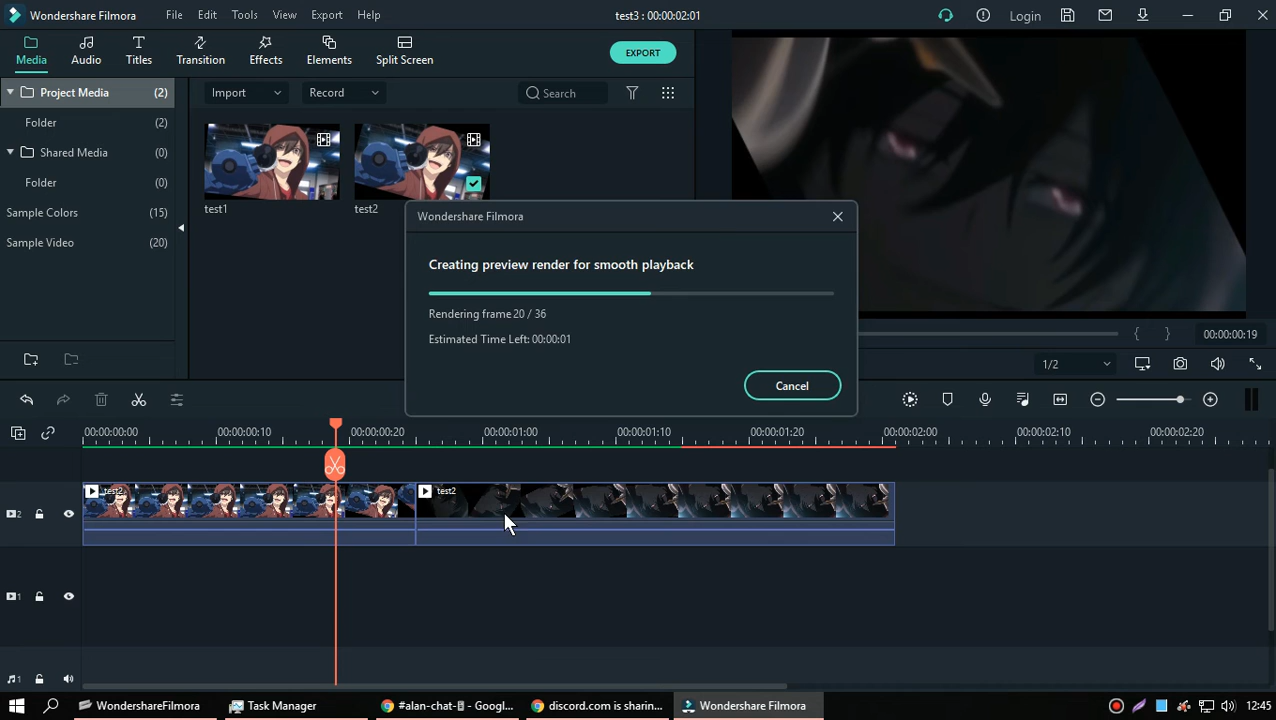 Wondershare Filmora File Edit Tools View Export Help test3 : 00:00:02:01 Login
Media Audio Titles Transition Effects Elements Split Screen EXPORT
Project Media (2) Import Record Search
Folder (2)
Shared Media (0)
Folder (0)
Sample Colors (15) test1 test2
Sample Video (20)
Wondershare Filmora
Creating preview render for smooth playback
Rendering frame 20 / 36
Estimated Time Left: 00:00:01
Cancel
{ } 00:00:00:19
1/2
00:00:00:00 00:00:00:10 00:00:00:20 00:00:01:00 00:00:01:10 00:00:01:20 00:00:02:00 00:00:02:10 00:00:02:20
test2 test2
2
1
1
WondershareFilmora Task Manager #alah-chat- - Googl... discord.com is sharin... Wondershare Filmora 12:45